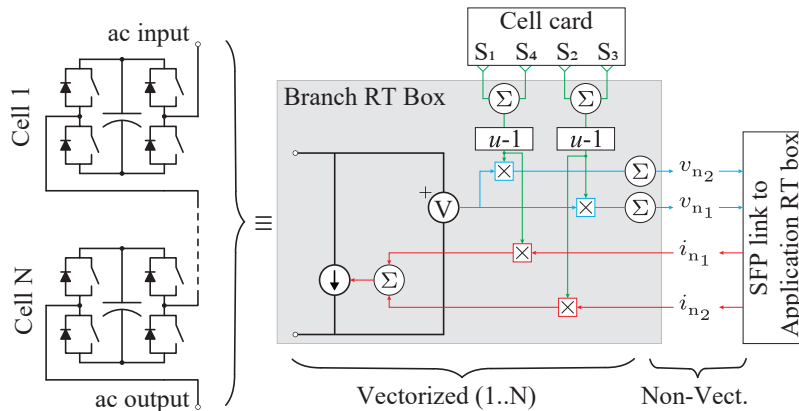 ac input
Cell 1
Cell N
ac output
≡
Cell card
S₁ S₄ S₂ S₃
Branch RT Box
Σ Σ
u-1 u-1
× Σ vₙ₂
+
V × Σ vₙ₁
× iₙ₁
Σ
× iₙ₂
SFP link to
Application RT box
Vectorized (1..N)
Non-Vect.